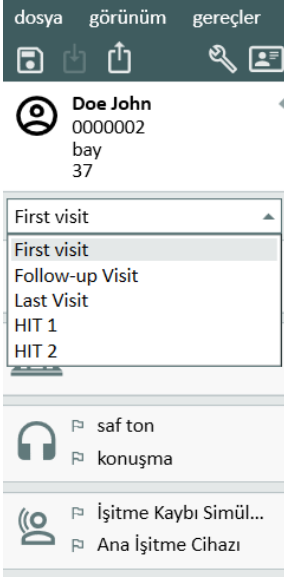 dosya görünüm gereçler
Doe John
0000002
bay
37
First visit
First visit
Follow-up Visit
Last Visit
HIT 1
HIT 2
saf ton
konuşma
İşitme Kaybı Simül...
Ana İşitme Cihazı